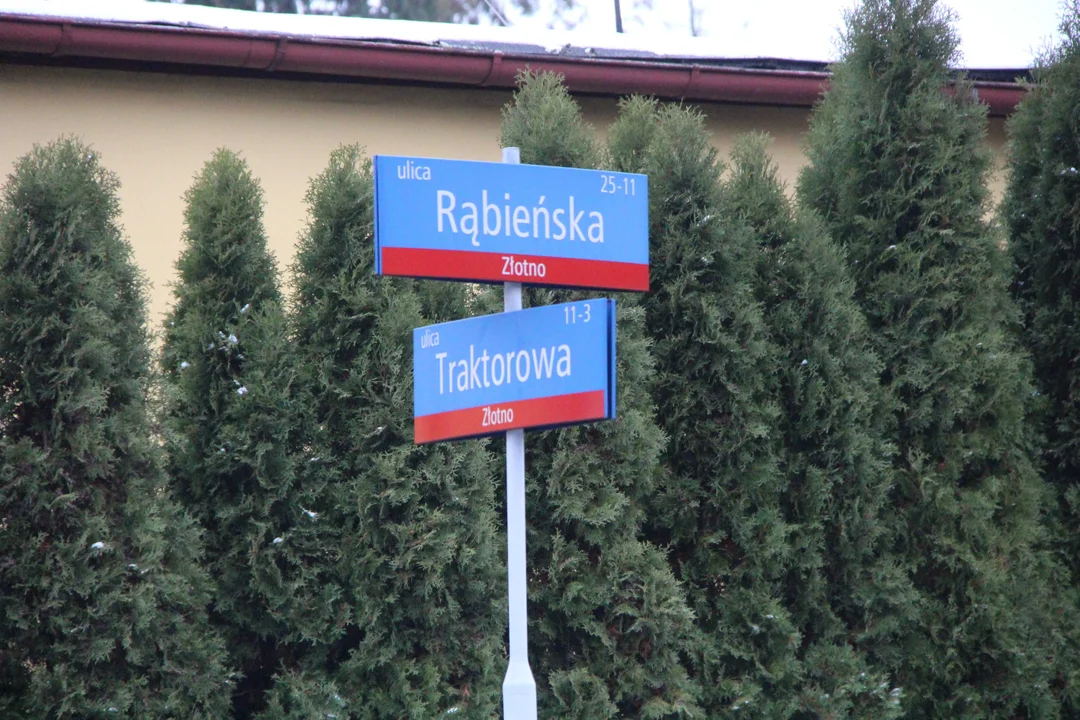 ulica
25-11
Rąbieńska
Złotno
ulica
11-3
Traktorowa
Złotno